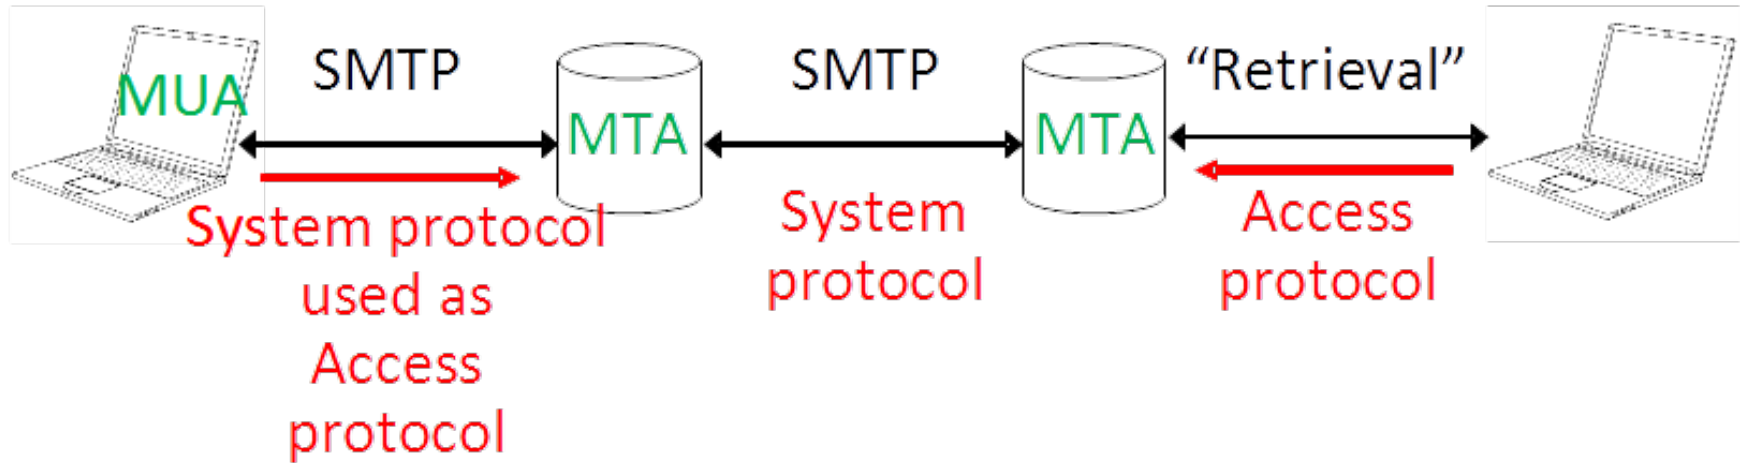 SMTP
SMTP
“Retrieval”
MUA
MTA
MTA
System protocol
used as
Access
protocol
System
protocol
Access
protocol